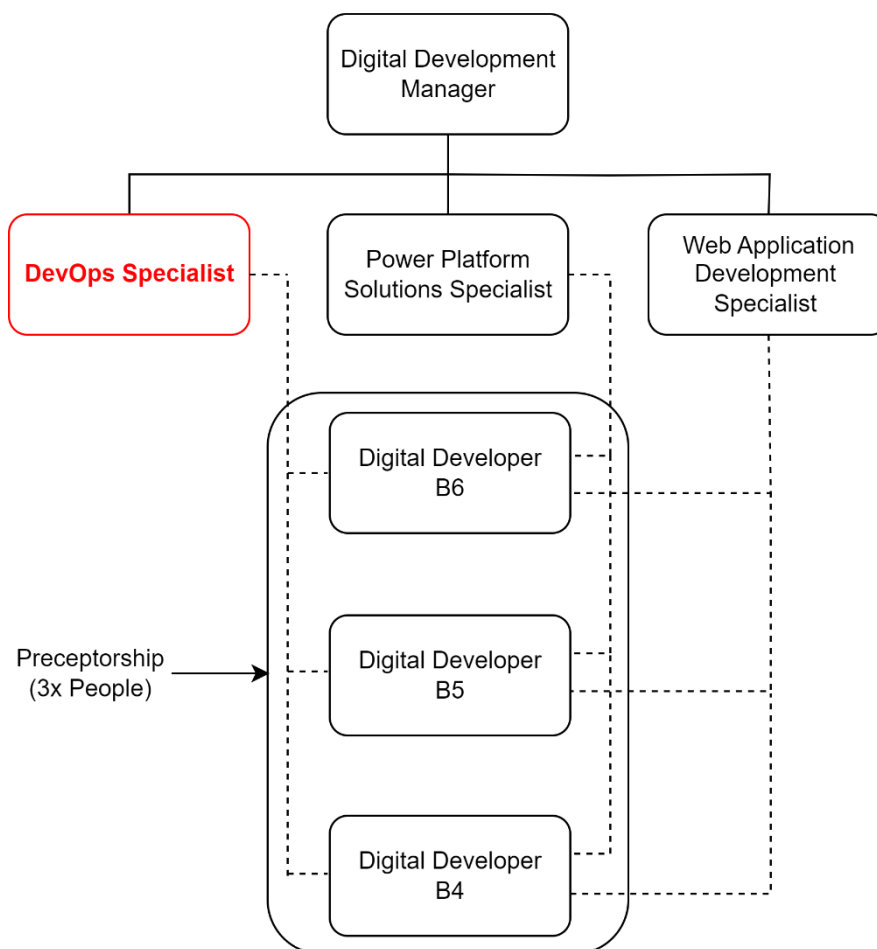 Digital Development
Manager
DevOps Specialist
Power Platform
Solutions Specialist
Web Application
Development
Specialist
Digital Developer
B6
Preceptorship
(3x People)
Digital Developer
B5
Digital Developer
B4